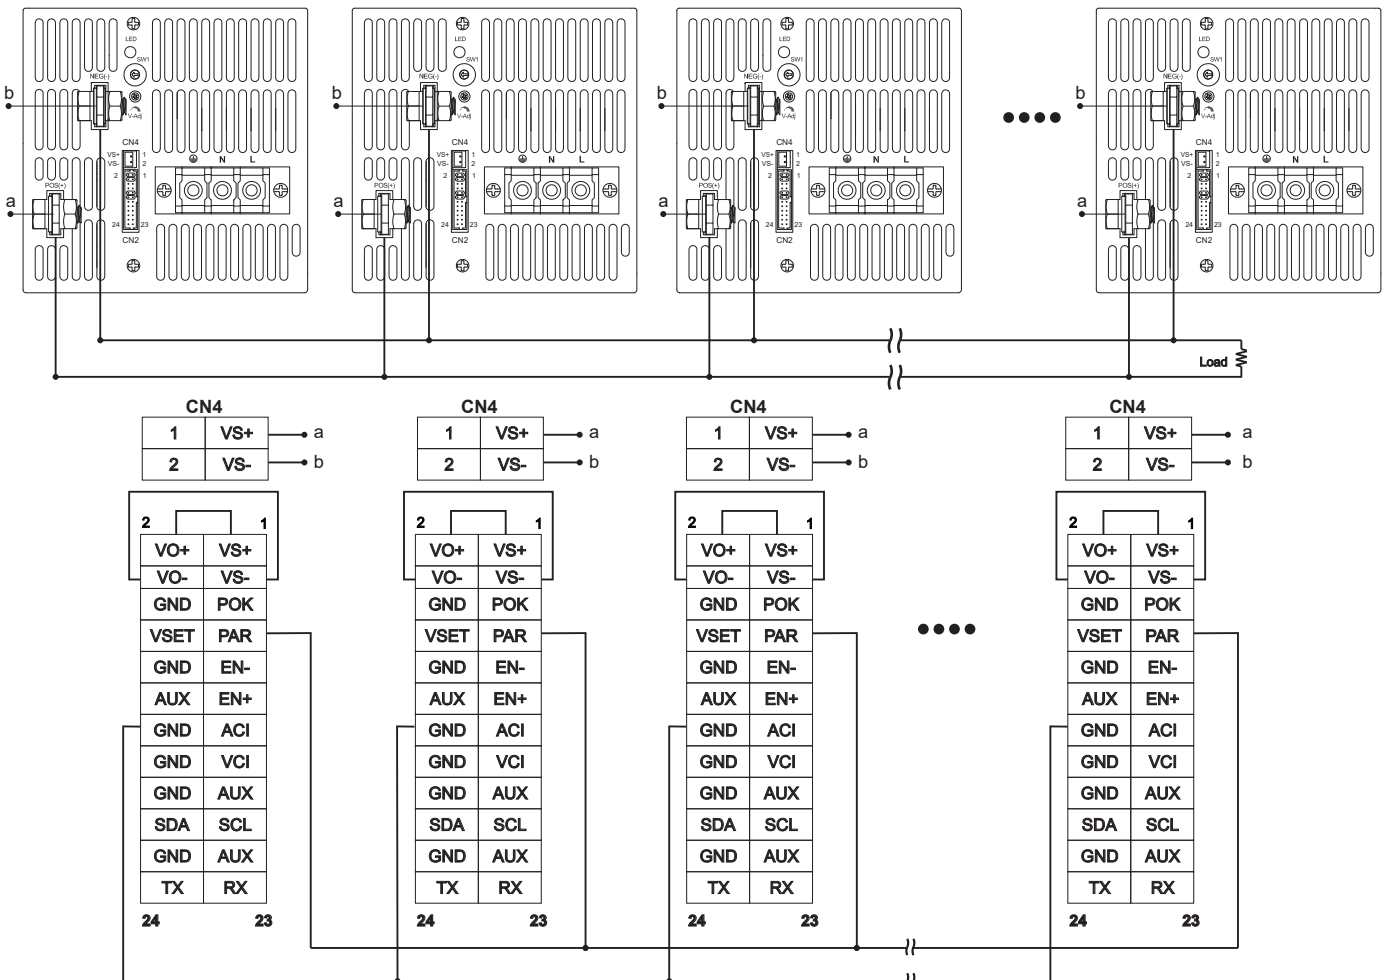 LED LED LED LED
SW1 SW1 SW1 SW1
NEG(-) NEG(-) NEG(-) NEG(-)
b b b b
V-Adj V-Adj V-Adj V-Adj
CN4 CN4 CN4 CN4
VS+ 1 VS+ 1 VS+ 1 VS+ 1
VS- 2 N L VS- 2 N L VS- 2 N L VS- 2 N L
2 1 2 1 2 1 2 1
POS(+) POS(+) POS(+) POS(+)
a a a a
24 23 24 23 24 23 24 23
CN2 CN2 CN2 CN2
Load
CN4 CN4 CN4 CN4
1 VS+ a 1 VS+ a 1 VS+ a 1 VS+ a
2 VS- b 2 VS- b 2 VS- b 2 VS- b
2 1 2 1 2 1 2 1
VO+ VS+ VO+ VS+ VO+ VS+ VO+ VS+
VO- VS- VO- VS- VO- VS- VO- VS-
GND POK GND POK GND POK GND POK
VSET PAR VSET PAR VSET PAR VSET PAR
GND EN- GND EN- GND EN- GND EN-
AUX EN+ AUX EN+ AUX EN+ AUX EN+
GND ACI GND ACI GND ACI GND ACI
GND VCI GND VCI GND VCI GND VCI
GND AUX GND AUX GND AUX GND AUX
SDA SCL SDA SCL SDA SCL SDA SCL
GND AUX GND AUX GND AUX GND AUX
TX RX TX RX TX RX TX RX
24 23 24 23 24 23 24 23